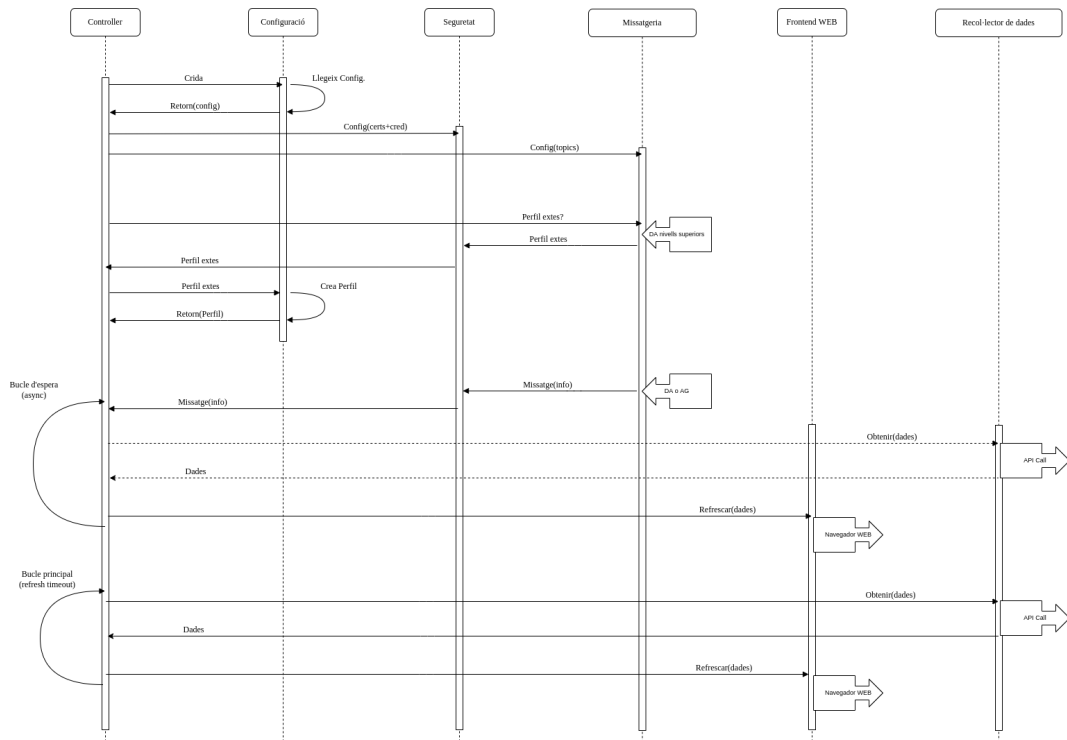 Controller
Configuració
Seguretat
Missatgeria
Frontend WEB
Recol·lector de dades
Crida
Llegeix Config.
Retorn(config)
Config(certs+cred)
Config(topics)
Perfil extes?
DA nivells superiors
Perfil extes
Perfil extes
Perfil extes
Crea Perfil
Retorn(Perfil)
Bucle d'espera
(async)
Missatge(info)
DA o AG
Missatge(info)
Obtenir(dades)
API Call
Dades
Refrescar(dades)
Navegador WEB
Bucle principal
(refresh timeout)
Obtenir(dades)
API Call
Dades
Refrescar(dades)
Navegador WEB